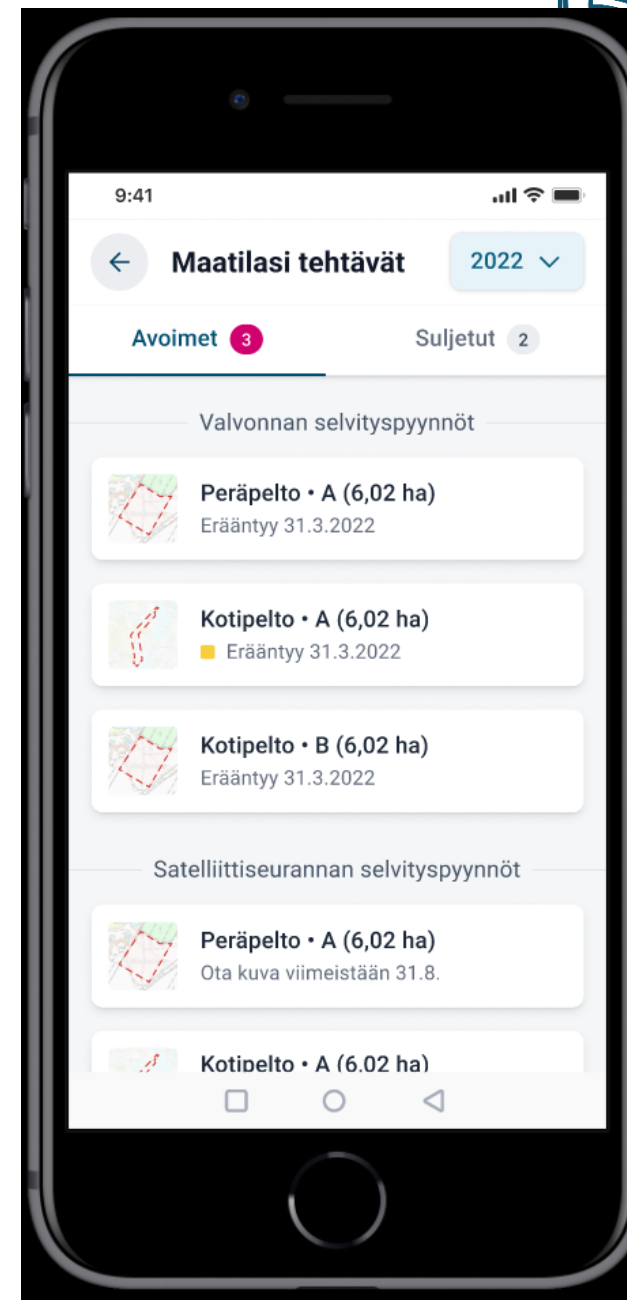 9:41
Maatilasi tehtävät
2022
Avoimet 3
Suljetut 2
Valvonnan selvityspyynnöt
Peräpelto • A (6,02 ha)
Erääntyy 31.3.2022
Kotipelto • A (6,02 ha)
Erääntyy 31.3.2022
Kotipelto • B (6,02 ha)
Erääntyy 31.3.2022
Satelliittiseurannan selvityspyynnöt
Peräpelto • A (6,02 ha)
Ota kuva viimeistään 31.8.
Kotipelto • A (6,02 ha)